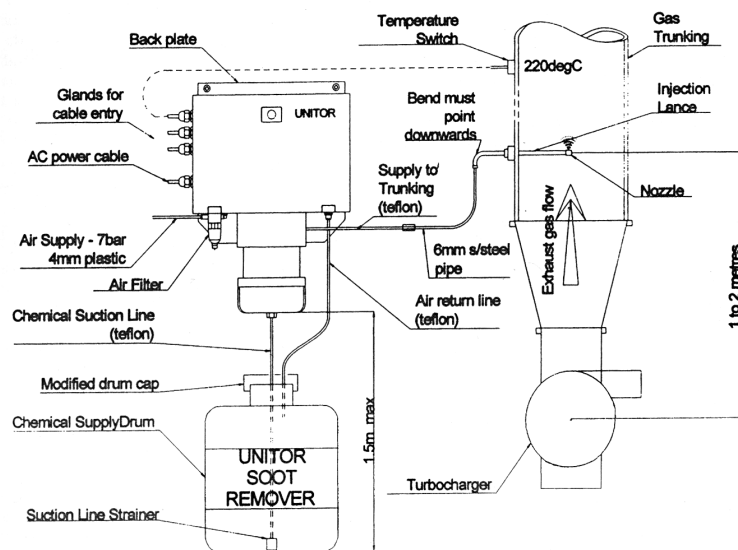 Back plate
Glands for
cable entry
AC power cable
UNITOR
Air Supply - 7bar
4mm plastic
Air Filter
Chemical Suction Line
(teflon)
Modified drum cap
Chemical SupplyDrum
UNITOR
SOOT
REMOVER
Suction Line Strainer
1.5m max
Temperature
Switch
220degC
Gas
Trunking
Bend must
point
downwards
Injection
Lance
Nozzle
Supply to
Trunking
(teflon)
6mm s/steel
pipe
Air return line
(teflon)
Exhaust gas flow
1 to 2 metres
Turbocharger